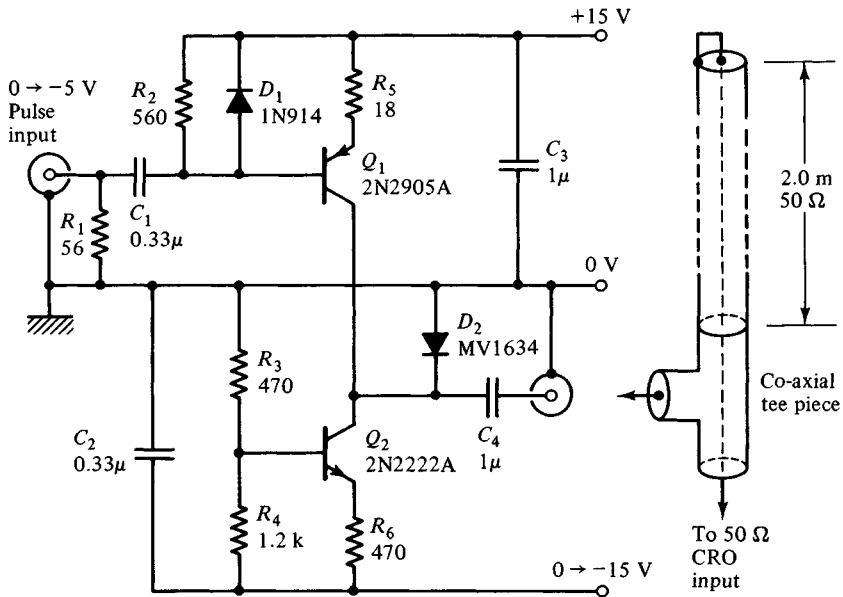 +15 V
0 → −5 V
Pulse
input
R₂
560
D₁
1N914
R₅
18
Q₁
2N2905A
C₃
1μ
2.0 m
50 Ω
R₁
56
C₁
0.33μ
0 V
R₃
470
D₂
MV1634
Co-axial
tee piece
C₂
0.33μ
Q₂
2N2222A
C₄
1μ
R₄
1.2 k
R₆
470
To 50 Ω
CRO
input
0 → −15 V